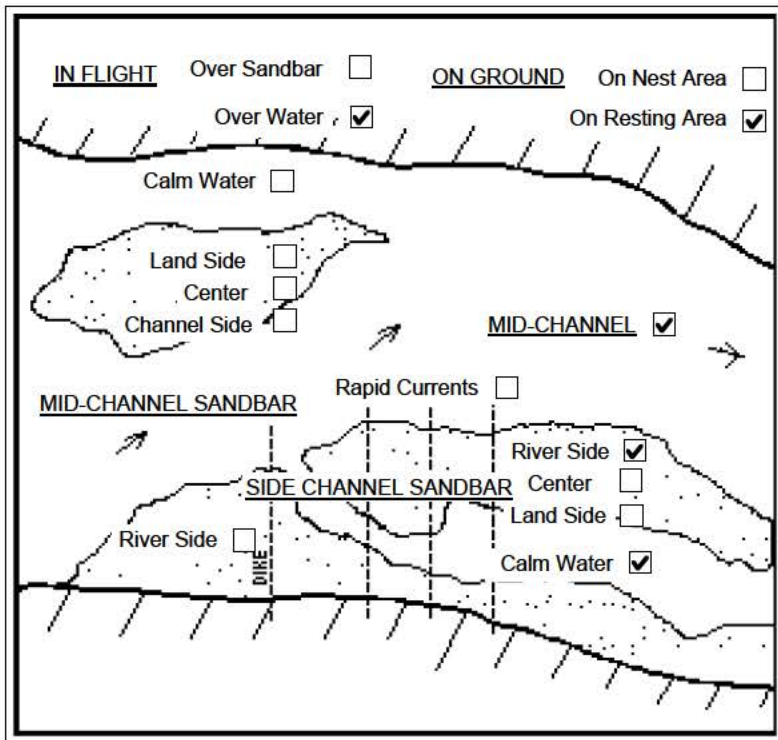 IN FLIGHT Over Sandbar ON GROUND On Nest Area
Over Water On Resting Area
Calm Water
Land Side
Center
Channel Side
MID-CHANNEL
Rapid Currents
MID-CHANNEL SANDBAR
River Side
SIDE CHANNEL SANDBAR Center
Land Side
River Side
DIKE
Calm Water